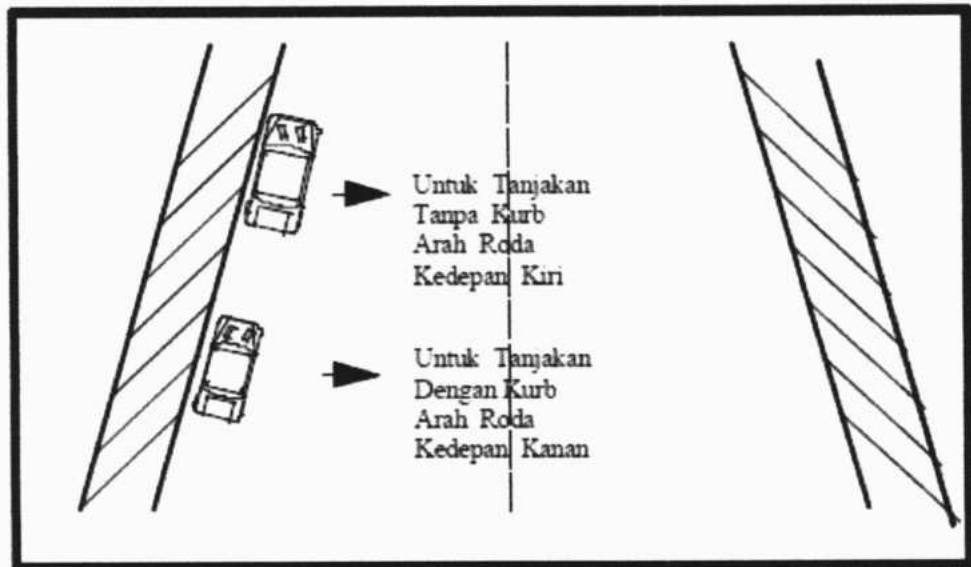 Untuk Tanjakan
Tanpa Kurb
Arah Roda
Kedepan Kiri
Untuk Tanjakan
Dengan Kurb
Arah Roda
Kedepan Kanan